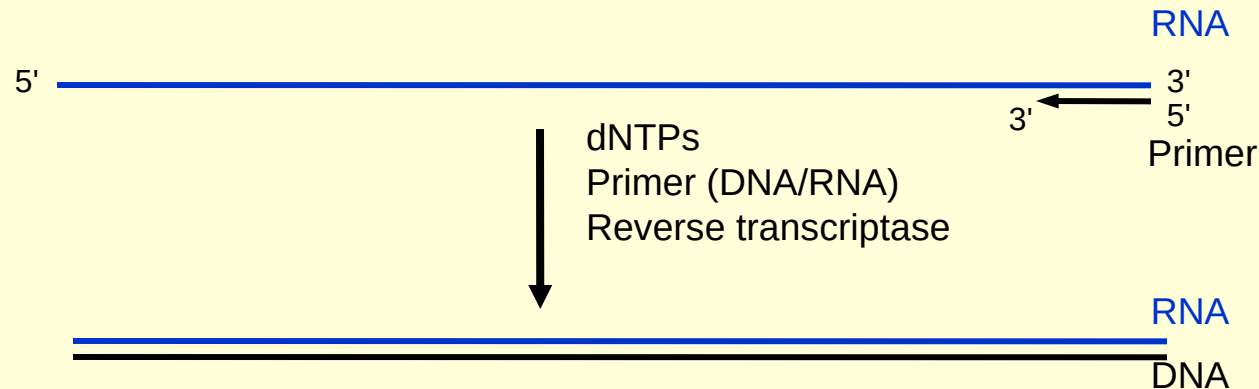 RNA
5'
3'
3'
5'
Primer
dNTPs
Primer (DNA/RNA)
Reverse transcriptase
RNA
DNA